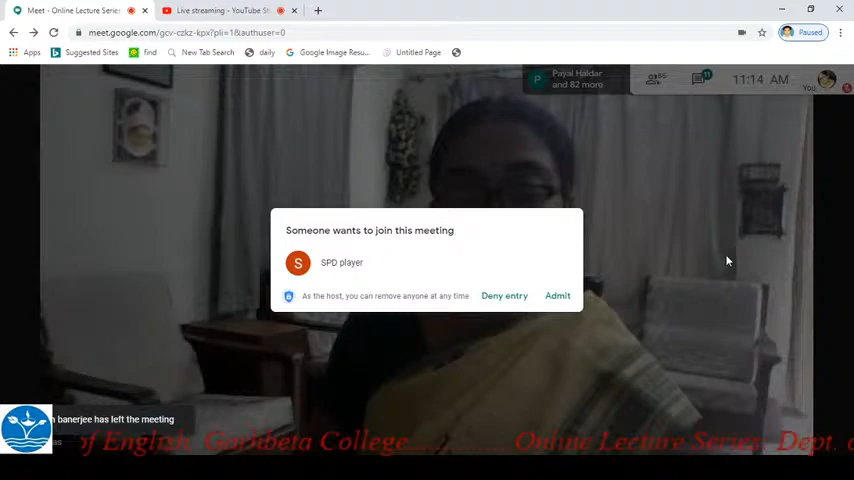 Meet - Online Lecture Series:
Live streaming - YouTube St
meet.google.com/gcv-czkz-kpx?pli=1&authuser=0
Paused
Apps
Suggested Sites
find
New Tab Search
daily
Google Image Resu...
Untitled Page
P
Payal Haldar
and 82 more
86
11
11:14 AM
You
Someone wants to join this meeting
S
SPD player
As the host, you can remove anyone at any time
Deny entry
Admit
banerjee has left the meeting
of English, Garhbeta College............ Online Lecture Series: Dept. o